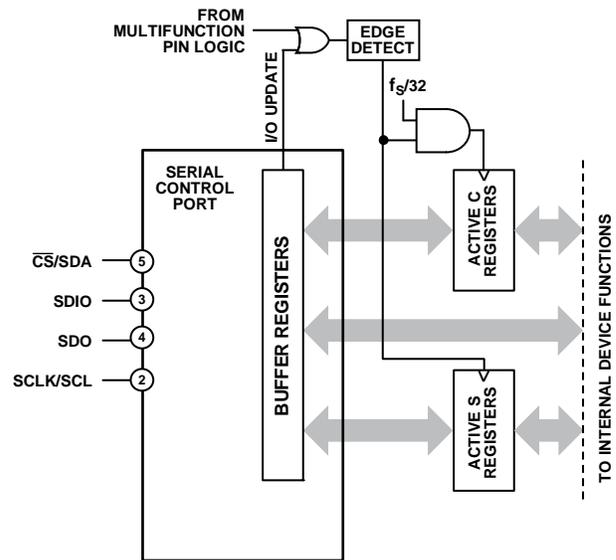 FROM
MULTIFUNCTION
PIN LOGIC
EDGE
DETECT
I/O UPDATE
fS/32
SERIAL
CONTROL
PORT
BUFFER REGISTERS
ACTIVE C
REGISTERS
CS/SDA
5
SDIO
3
SDO
4
SCLK/SCL
2
ACTIVE S
REGISTERS
TO INTERNAL DEVICE FUNCTIONS